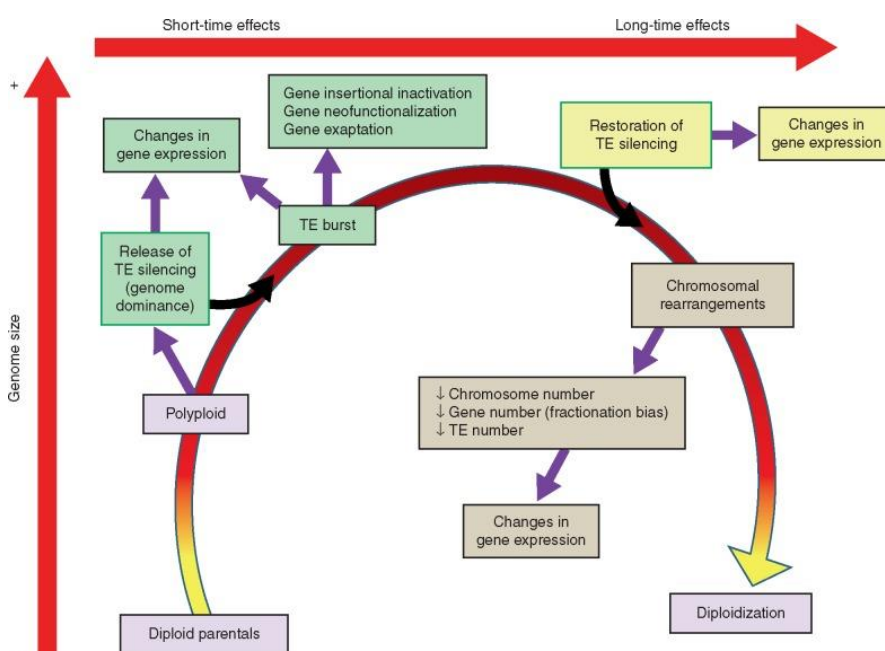 Short-time effects
Long-time effects
+
Genome size
Gene insertional inactivation
Gene neofunctionalization
Gene exaptation
Changes in
gene expression
Restoration of
TE silencing
Changes in
gene expression
TE burst
Release of
TE silencing
(genome
dominance)
Chromosomal
rearrangements
Polyploid
↓ Chromosome number
↓ Gene number (fractionation bias)
↓ TE number
Changes in
gene expression
Diploid parentals
Diploidization